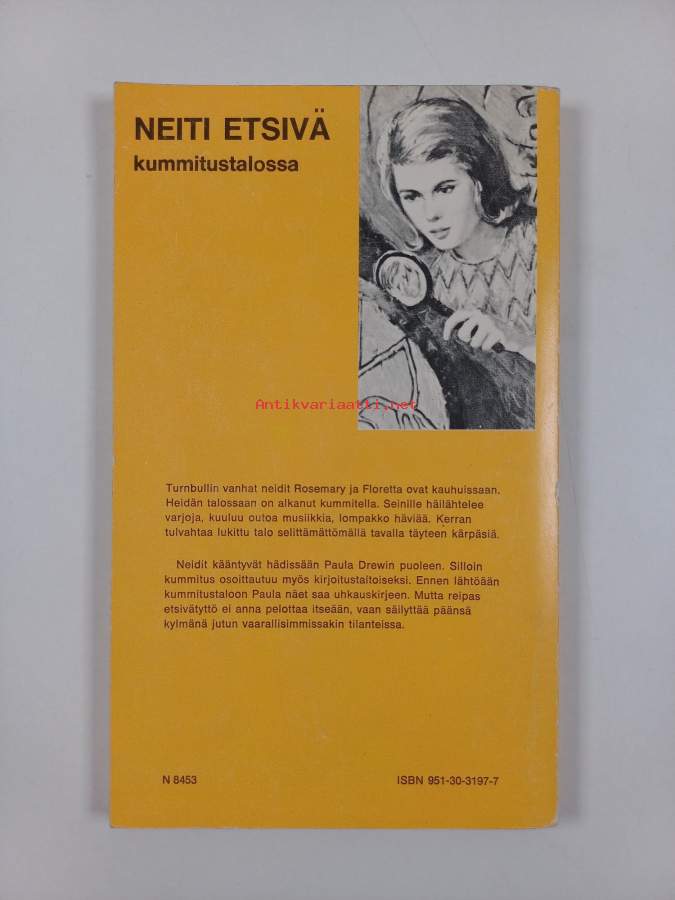 NEITI ETSIVÄ
kummitustalossa
Antikvariaatti.net
Turnbullin vanhat neidit Rosemary ja Floretta ovat kauhuissaan.
Heidän talossaan on alkanut kummitella. Seinille häilähtelee
varjoja, kuuluu outoa musiikkia, lompakko häviää. Kerran
tulvahtaa lukittu talo selittämättömällä tavalla täyteen kärpäsiä.
Neidit kääntyvät hädissään Paula Drewin puoleen. Silloin
kummitus osoittautuu myös kirjoitustaitoiseksi. Ennen lähtöään
kummitustaloon Paula näet saa uhkauskirjeen. Mutta reipas
etsivätyttö ei anna pelottaa itseään, vaan säilyttää päänsä
kylmänä jutun vaarallisimmissakin tilanteissa.
N 8453
ISBN 951-30-3197-7